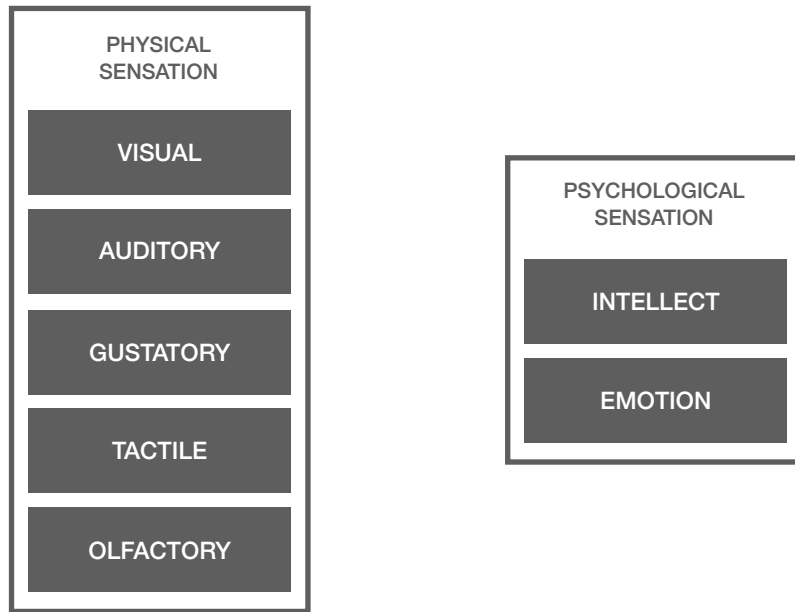 PHYSICAL
SENSATION
VISUAL
AUDITORY
GUSTATORY
TACTILE
OLFACTORY
PSYCHOLOGICAL
SENSATION
INTELLECT
EMOTION